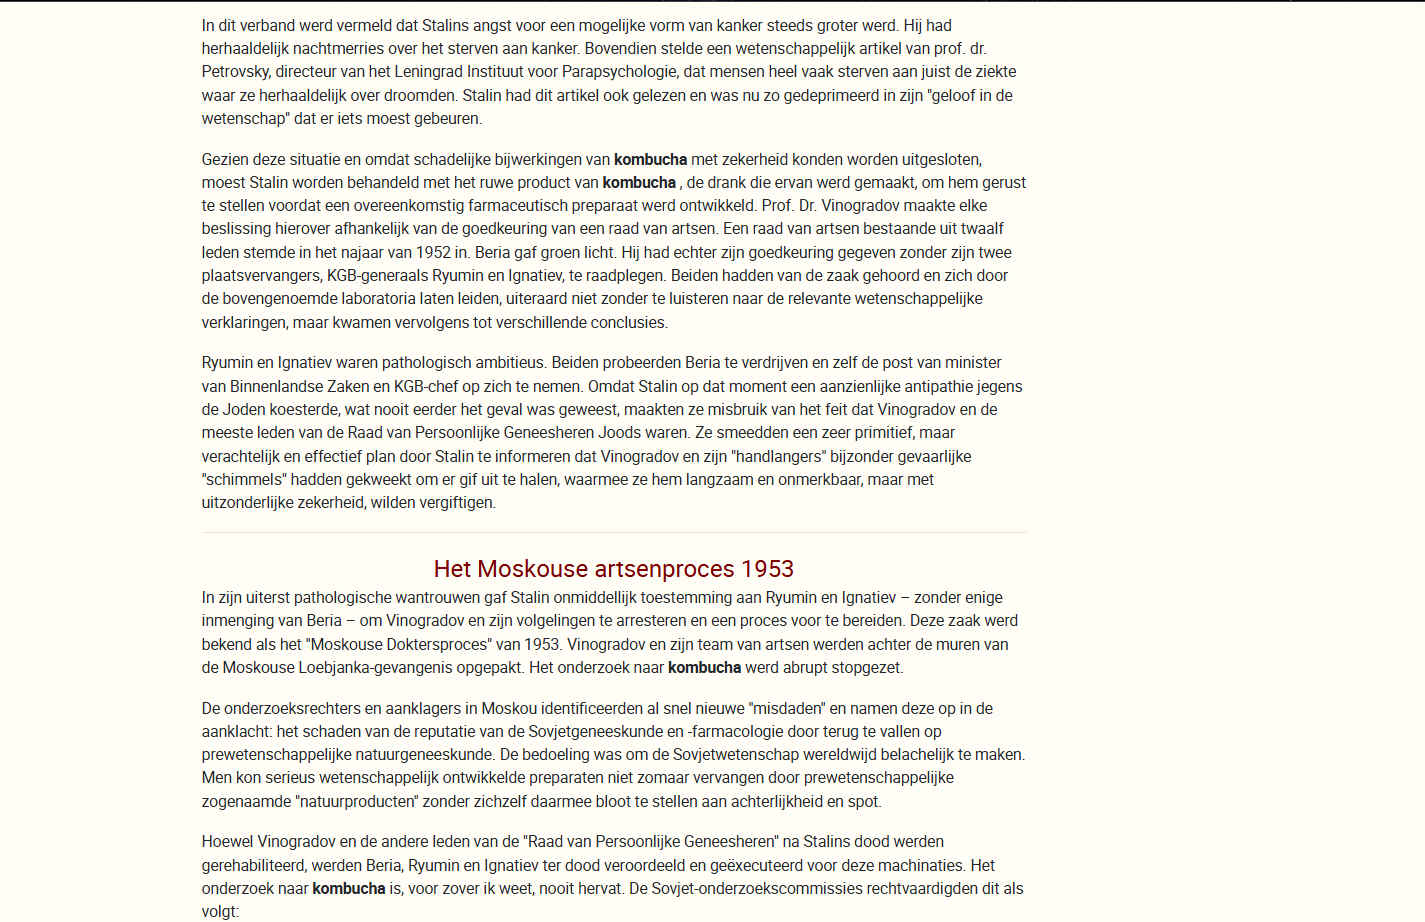 In dit verband werd vermeld dat Stalins angst voor een mogelijke vorm van kanker steeds groter werd. Hij had
herhaaldelijk nachtmerries over het sterven aan kanker. Bovendien stelde een wetenschappelijk artikel van prof. dr.
Petrovsky, directeur van het Leningrad Instituut voor Parapsychologie, dat mensen heel vaak sterven aan juist de ziekte
waar ze herhaaldelijk over droomden. Stalin had dit artikel ook gelezen en was nu zo gedeprimeerd in zijn "geloof in de
wetenschap" dat er iets moest gebeuren.
Gezien deze situatie en omdat schadelijke bijwerkingen van kombucha met zekerheid konden worden uitgesloten,
moest Stalin worden behandeld met het ruwe product van kombucha , de drank die ervan werd gemaakt, om hem gerust
te stellen voordat een overeenkomstig farmaceutisch preparaat werd ontwikkeld. Prof. Dr. Vinogradov maakte elke
beslissing hierover afhankelijk van de goedkeuring van een raad van artsen. Een raad van artsen bestaande uit twaalf
leden stemde in het najaar van 1952 in. Beria gaf groen licht. Hij had echter zijn goedkeuring gegeven zonder zijn twee
plaatsvervangers, KGB-generaals Ryumin en Ignatiev, te raadplegen. Beiden hadden van de zaak gehoord en zich door
de bovengenoemde laboratoria laten leiden, uiteraard niet zonder te luisteren naar de relevante wetenschappelijke
verklaringen, maar kwamen vervolgens tot verschillende conclusies.
Ryumin en Ignatiev waren pathologisch ambitieus. Beiden probeerden Beria te verdrijven en zelf de post van minister
van Binnenlandse Zaken en KGB-chef op zich te nemen. Omdat Stalin op dat moment een aanzienlijke antipathie jegens
de Joden koesterde, wat nooit eerder het geval was geweest, maakten ze misbruik van het feit dat Vinogradov en de
meeste leden van de Raad van Persoonlijke Geneesheren Joods waren. Ze smeedden een zeer primitief, maar
verachtelijk en effectief plan door Stalin te informeren dat Vinogradov en zijn "handlangers" bijzonder gevaarlijke
"schimmels" hadden gekweekt om er gif uit te halen, waarmee ze hem langzaam en onmerkbaar, maar met
uitzonderlijke zekerheid, wilden vergiftigen.
Het Moskouse artsenproces 1953
In zijn uiterst pathologische wantrouwen gaf Stalin onmiddellijk toestemming aan Ryumin en Ignatiev – zonder enige
inmenging van Beria – om Vinogradov en zijn volgelingen te arresteren en een proces voor te bereiden. Deze zaak werd
bekend als het "Moskouse Doktersproces" van 1953. Vinogradov en zijn team van artsen werden achter de muren van
de Moskouse Loebjanka-gevangenis opgepakt. Het onderzoek naar kombucha werd abrupt stopgezet.
De onderzoeksrechters en aanklagers in Moskou identificeerden al snel nieuwe "misdaden" en namen deze op in de
aanklacht: het schaden van de reputatie van de Sovjetgeneeskunde en -farmacologie door terug te vallen op
prewetenschappelijke natuurgeneeskunde. De bedoeling was om de Sovjetwetenschap wereldwijd belachelijk te maken.
Men kon serieus wetenschappelijk ontwikkelde preparaten niet zomaar vervangen door prewetenschappelijke
zogenaamde "natuurproducten" zonder zichzelf daarmee bloot te stellen aan achterlijkheid en spot.
Hoewel Vinogradov en de andere leden van de "Raad van Persoonlijke Geneesheren" na Stalins dood werden
gerehabiliteerd, werden Beria, Ryumin en Ignatiev ter dood veroordeeld en geëxecuteerd voor deze machinaties. Het
onderzoek naar kombucha is, voor zover ik weet, nooit hervat. De Sovjet-onderzoekscommissies rechtvaardigden dit als
volgt: